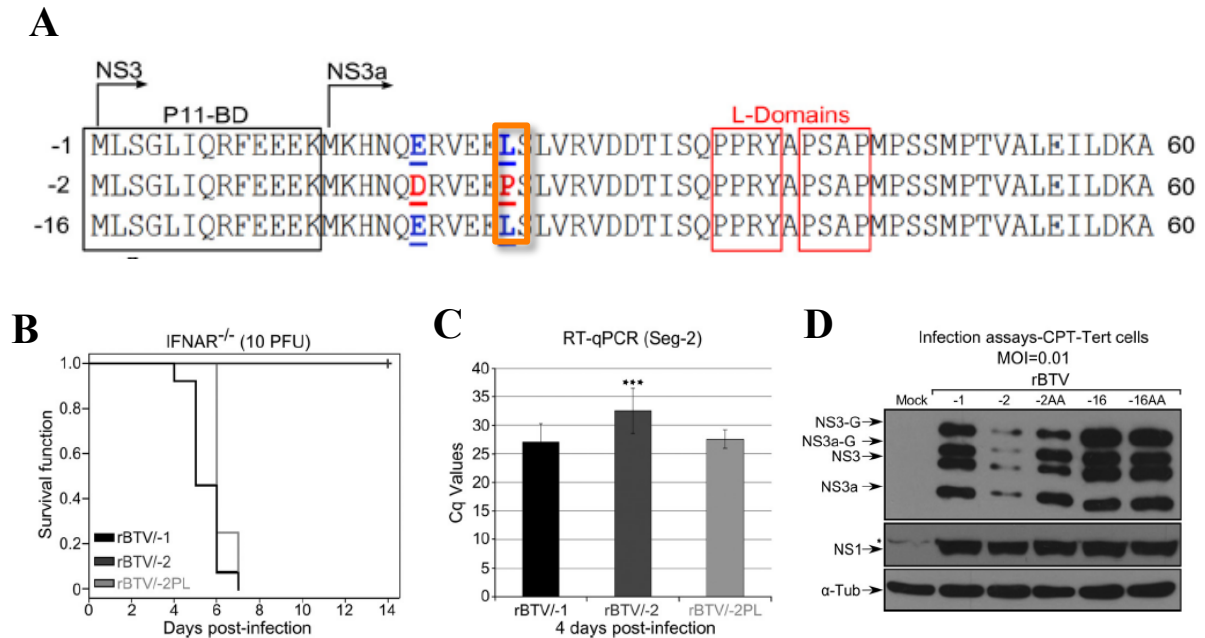 A
NS3
NS3a
P11-BD
L-Domains
-1 MLSGLIQRFEEEKMKHNQERVEELSLVRVDDTISQPPRYAPSAPMPSSMPTVALEILDKA 60
-2 MLSGLIQRFEEEKMKHNQDRVEEPSLVRVDDTISQPPRYAPSAPMPSSMPTVALEILDKA 60
-16 MLSGLIQRFEEEKMKHNQERVEELSLVRVDDTISQPPRYAPSAPMPSSMPTVALEILDKA 60
B
IFNAR-/- (10 PFU)
Survival function
1.0
0.8
0.6
0.4
0.2
0
rBTV/-1
rBTV/-2
rBTV/-2PL
0 2 4 6 8 10 12 14
Days post-infection
C
RT-qPCR (Seg-2)
Cq Values
40
35
30
25
20
15
10
5
0
***
rBTV/-1 rBTV/-2 rBTV/-2PL
4 days post-infection
D
Infection assays-CPT-Tert cells
MOI=0.01
rBTV
Mock -1 -2 -2AA -16 -16AA
NS3-G
NS3a-G
NS3
NS3a
*
NS1
α-Tub